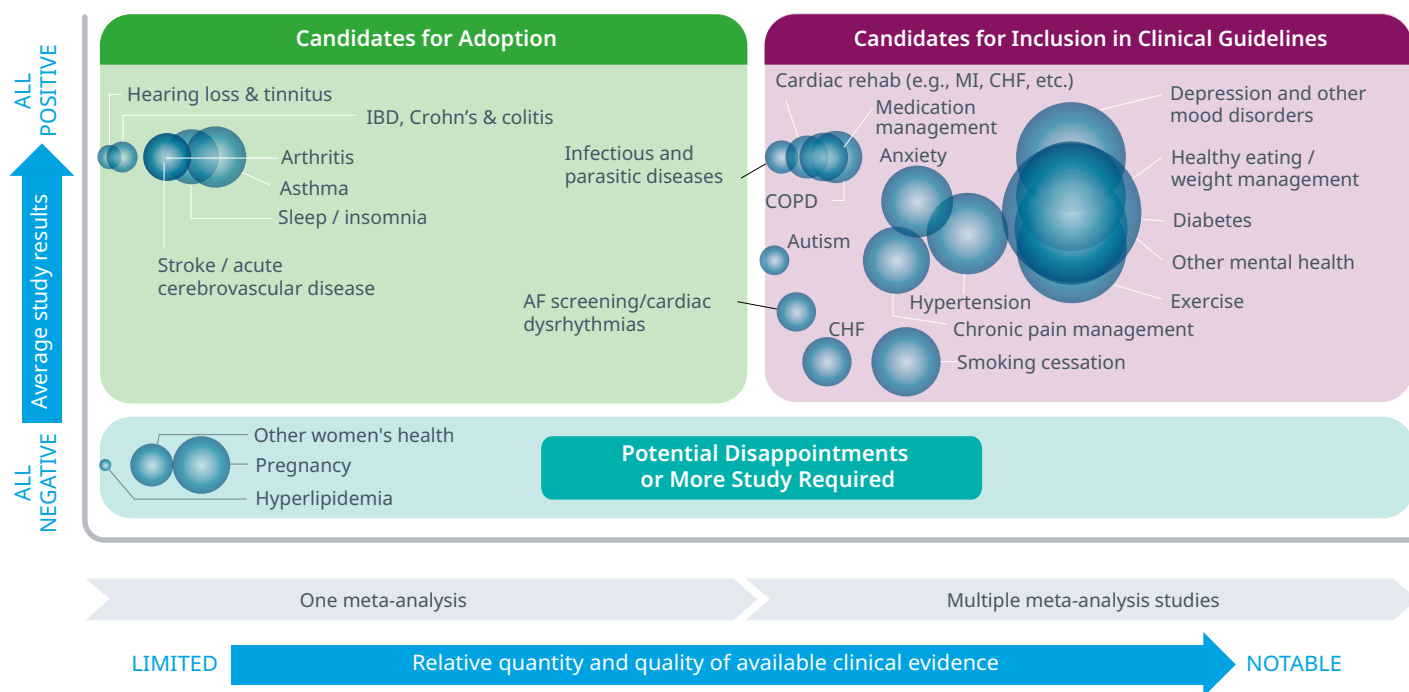 Candidates for Adoption
Candidates for Inclusion in Clinical Guidelines
ALL
POSITIVE
Average study results
ALL
NEGATIVE
Hearing loss & tinnitus
IBD, Crohn’s & colitis
Arthritis
Asthma
Sleep / insomnia
Stroke / acute
cerebrovascular disease
Infectious and
parasitic diseases
AF screening/cardiac
dysrhythmias
Cardiac rehab (e.g., MI, CHF, etc.)
Medication
management
Anxiety
COPD
Autism
Hypertension
CHF
Chronic pain management
Smoking cessation
Depression and other
mood disorders
Healthy eating /
weight management
Diabetes
Other mental health
Exercise
Other women's health
Pregnancy
Hyperlipidemia
Potential Disappointments
or More Study Required
One meta-analysis
Multiple meta-analysis studies
LIMITED
Relative quantity and quality of available clinical evidence
NOTABLE